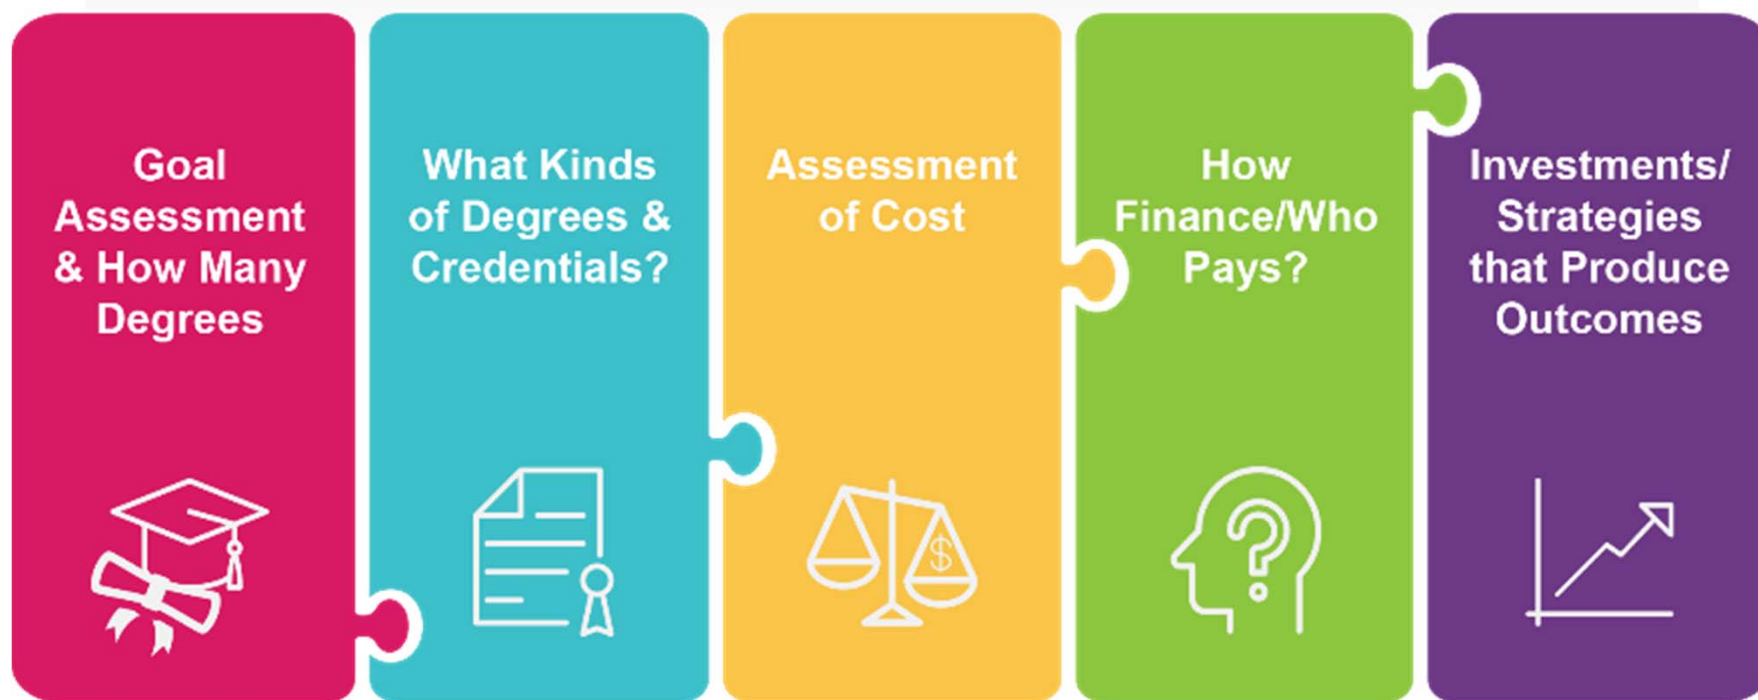 Goal
Assessment
& How Many
Degrees
What Kinds
of Degrees &
Credentials?
Assessment
of Cost
$
How
Finance/Who
Pays?
?
Investments/
Strategies
that Produce
Outcomes